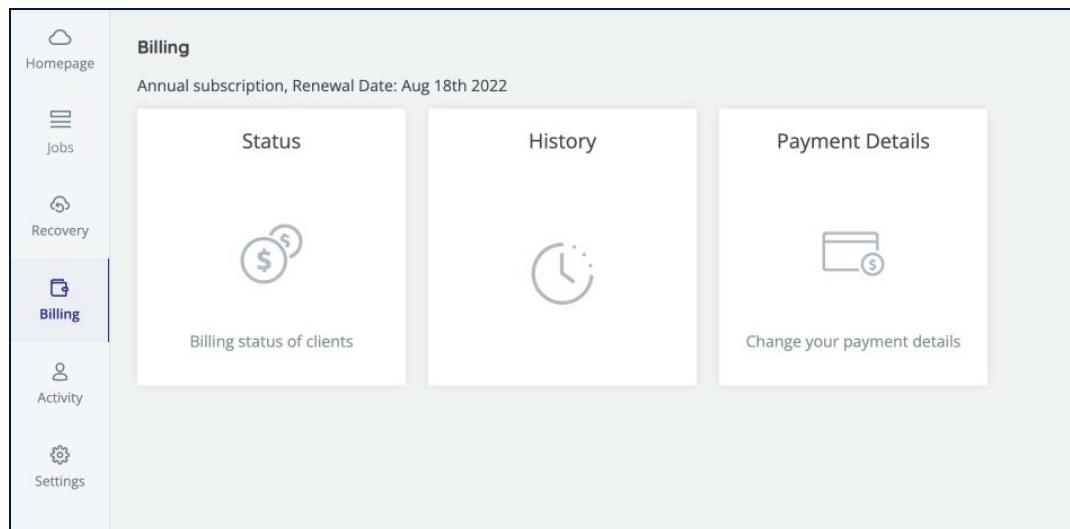 Homepage
Jobs
Recovery
Billing
Activity
Settings
Billing
Annual subscription, Renewal Date: Aug 18th 2022
Status
$ $
Billing status of clients
History
Payment Details
$
Change your payment details